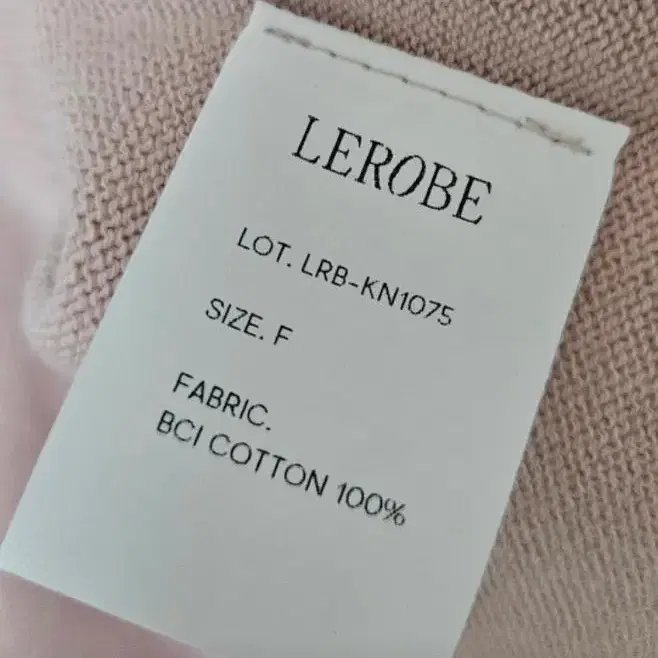 LEROBE
LOT. LRB-KN1075
SIZE. F
FABRIC.
BCI COTTON 100%